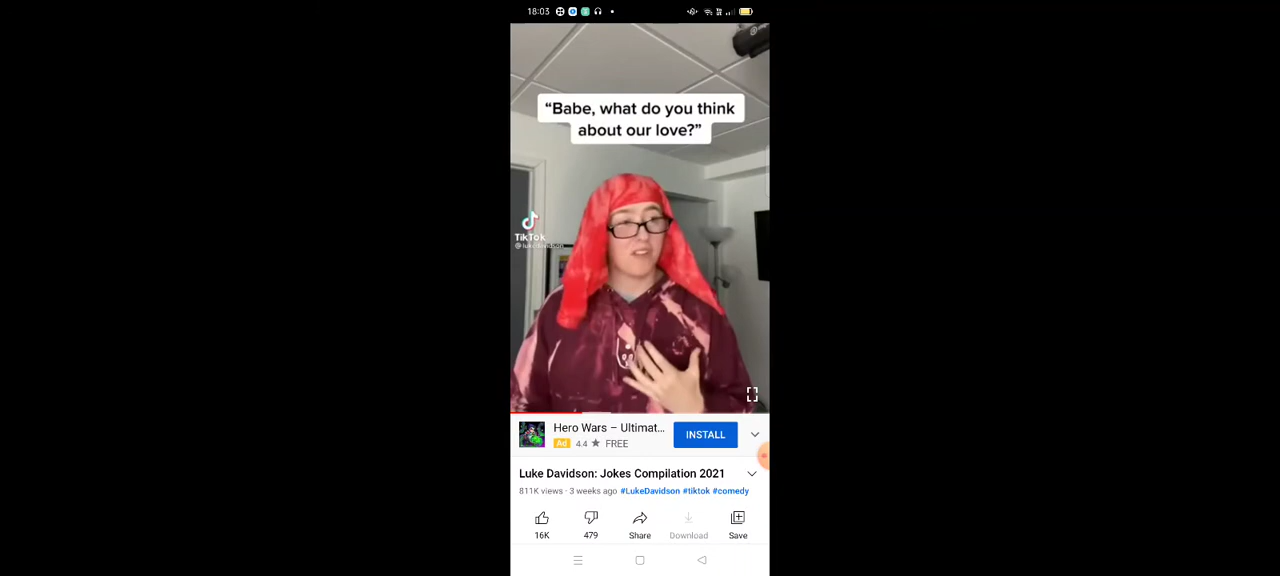 18:03
“Babe, what do you think
about our love?”
TikTok
Hero Wars – Ultimat...
Ad 4.4 ★ FREE
INSTALL
Luke Davidson: Jokes Compilation 2021
811K views · 3 weeks ago #LukeDavidson #tiktok #comedy
16K
479
Share
Download
Save